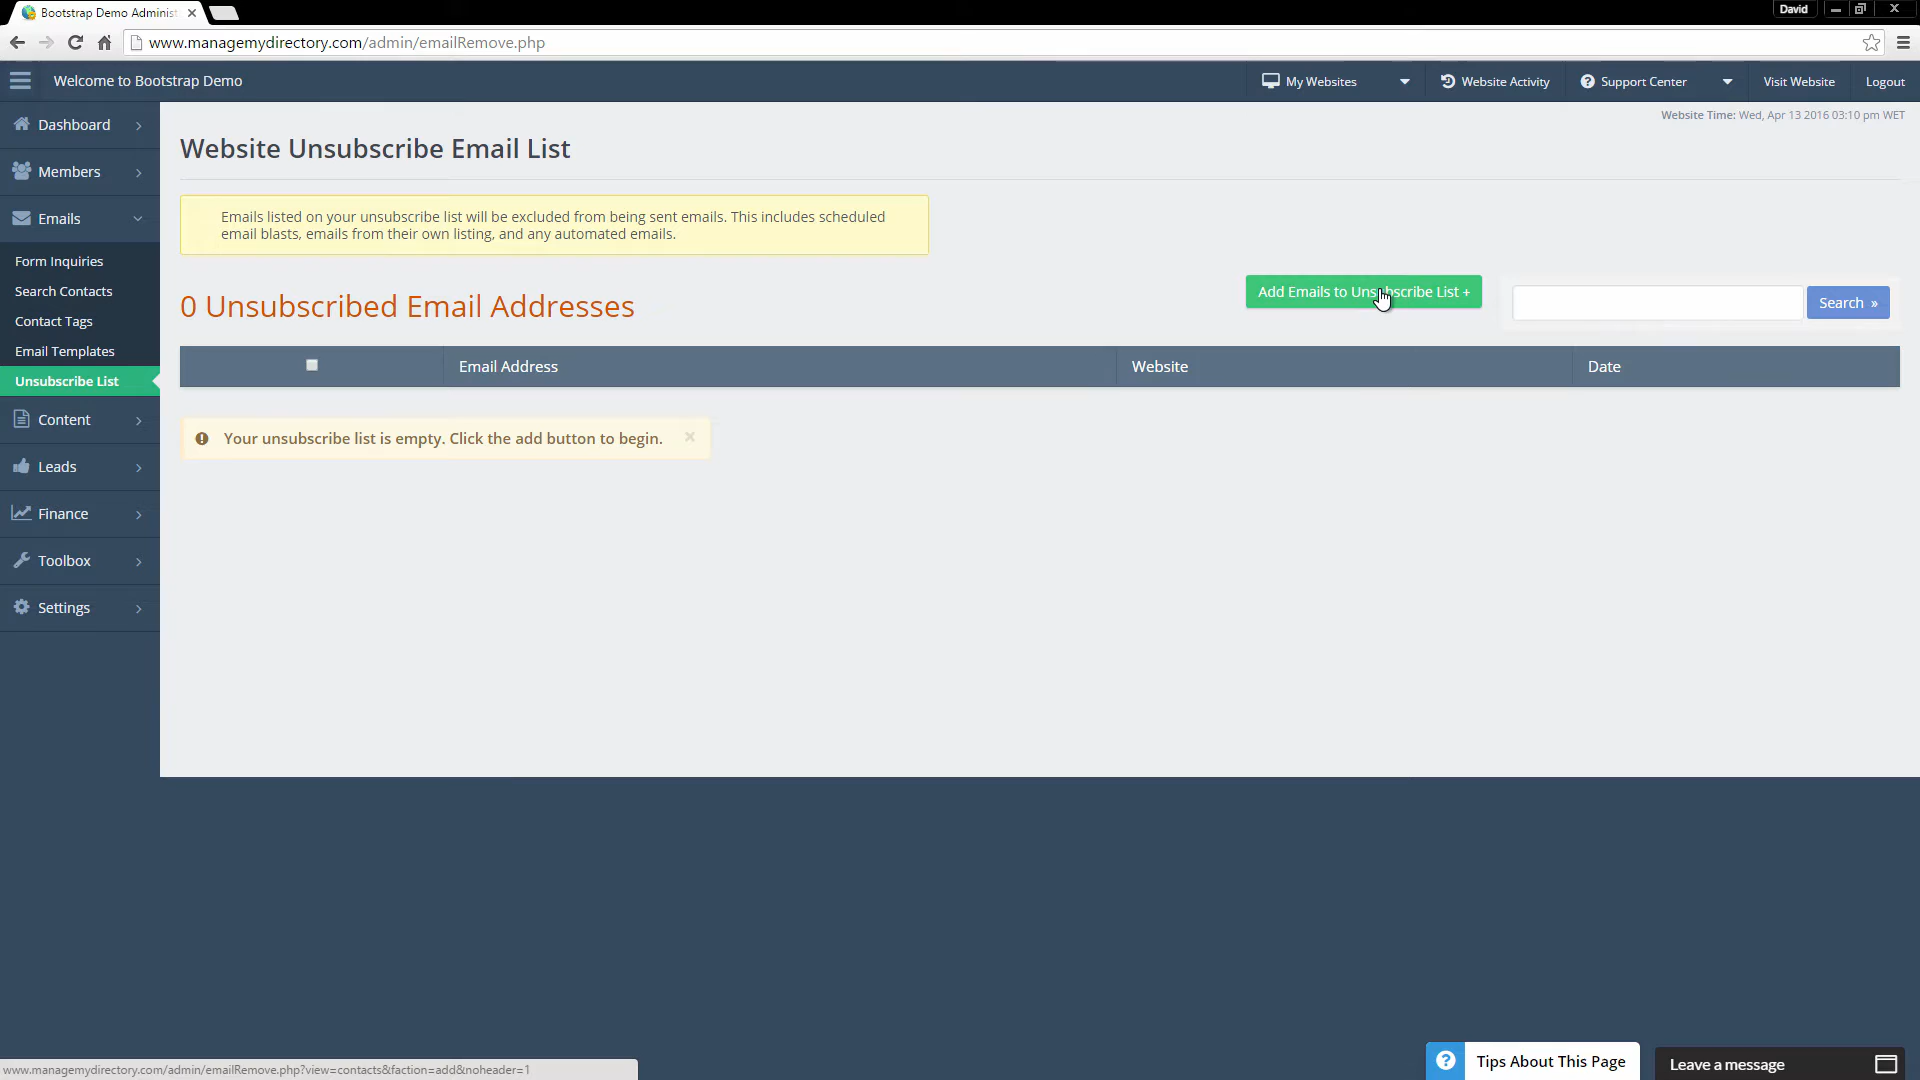 Bootstrap Demo Administ
David
www.managemydirectory.com/admin/emailRemove.php
Welcome to Bootstrap Demo
My Websites
Website Activity
Support Center
Visit Website
Logout
Website Time: Wed, Apr 13 2016 03:10 pm WET
Dashboard
Members
Emails
Form Inquiries
Search Contacts
Contact Tags
Email Templates
Unsubscribe List
Content
Leads
Finance
Toolbox
Settings
Website Unsubscribe Email List
Emails listed on your unsubscribe list will be excluded from being sent emails. This includes scheduled
email blasts, emails from their own listing, and any automated emails.
0 Unsubscribed Email Addresses
Add Emails to Unsubscribe List +
Search »
Email Address
Website
Date
Your unsubscribe list is empty. Click the add button to begin.
www.managemydirectory.com/admin/emailRemove.php?view=contacts&faction=add&noheader=1
Tips About This Page
Leave a message